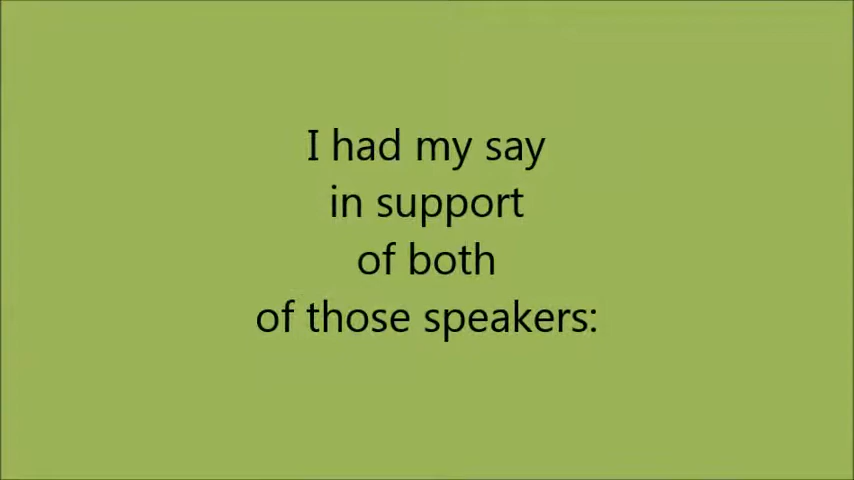 I had my say
in support
of both
of those speakers: